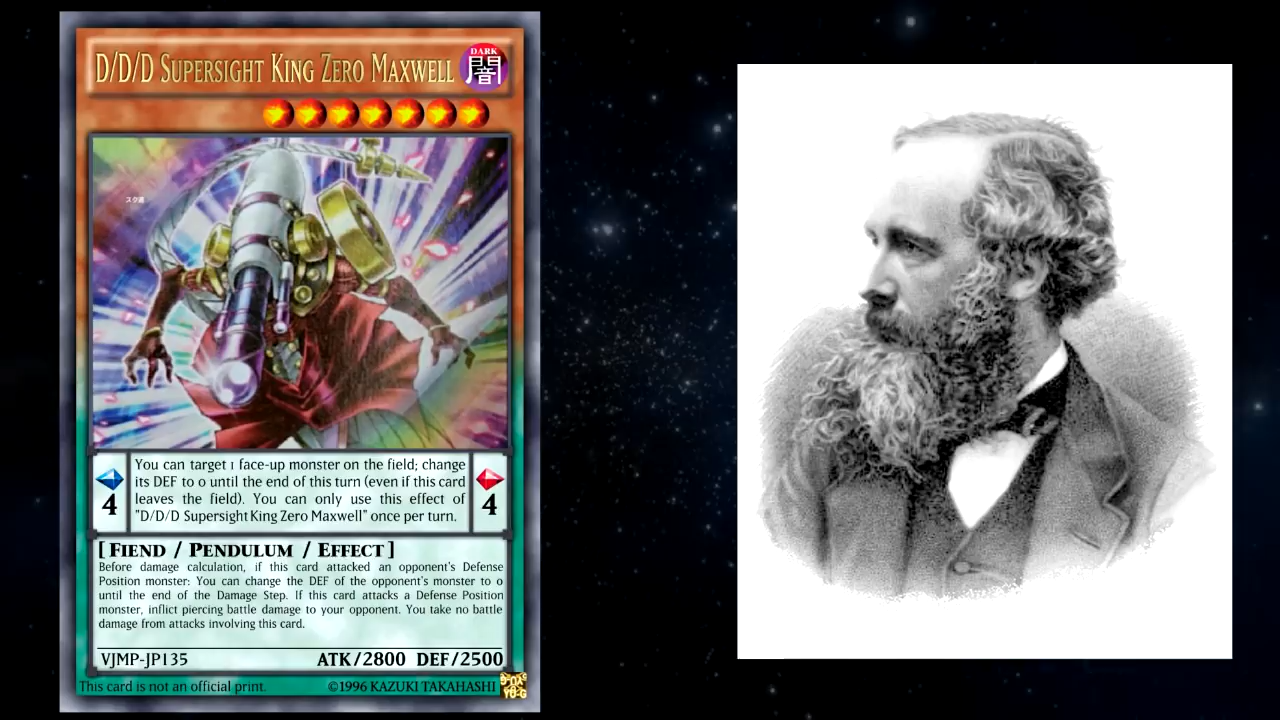 D/D/D SUPERSIGHT KING ZERO MAXWELL
DARK
闇
スタ速
You can target 1 face-up monster on the field; change
its DEF to 0 until the end of this turn (even if this card
leaves the field). You can only use this effect of
"D/D/D Supersight King Zero Maxwell" once per turn.
4
4
[ FIEND / PENDULUM / EFFECT ]
Before damage calculation, if this card attacked an opponent's Defense
Position monster: You can change the DEF of the opponent's monster to 0
until the end of the Damage Step. If this card attacks a Defense Position
monster, inflict piercing battle damage to your opponent. You take no battle
damage from attacks involving this card.
VJMP-JP135
ATK/2800 DEF/2500
This card is not an official print.
©1996 KAZUKI TAKAHASHI